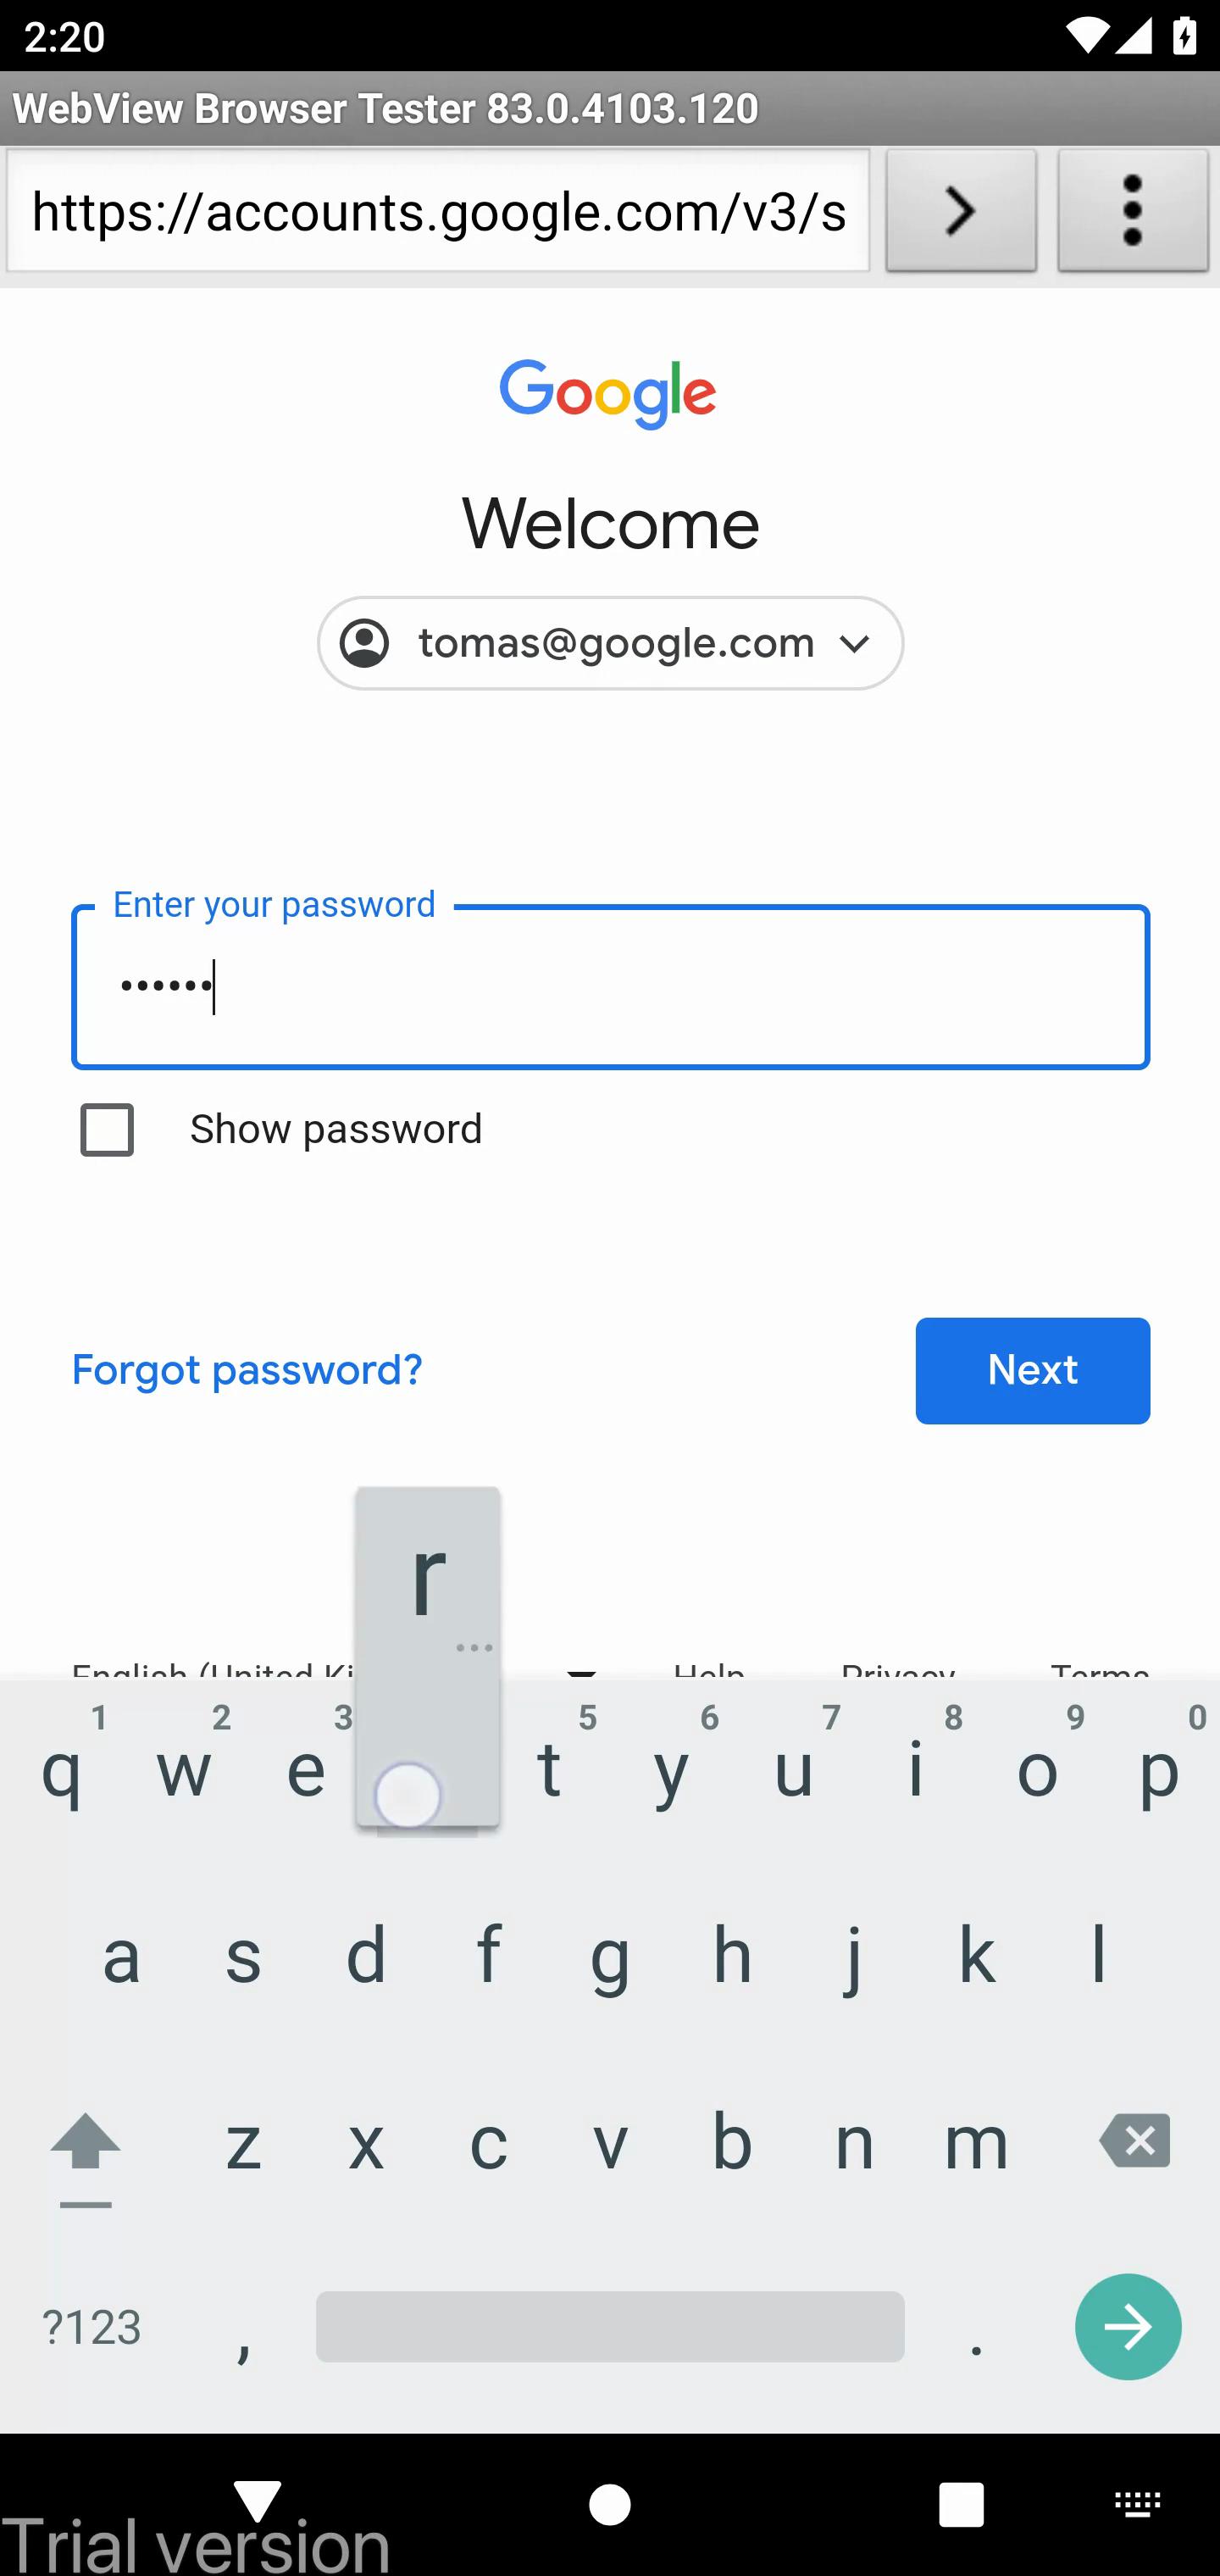 2:20
WebView Browser Tester 83.0.4103.120
https://accounts.google.com/v3/s
Google
Welcome
tomas@google.com
Enter your password
••••••
Show password
Forgot password?
Next
r
...
English (United Ki
Help Privacy Terms
1 2 3 5 6 7 8 9 0
q w e t y u i o p
a s d f g h j k l
z x c v b n m
?123 , .
Trial version